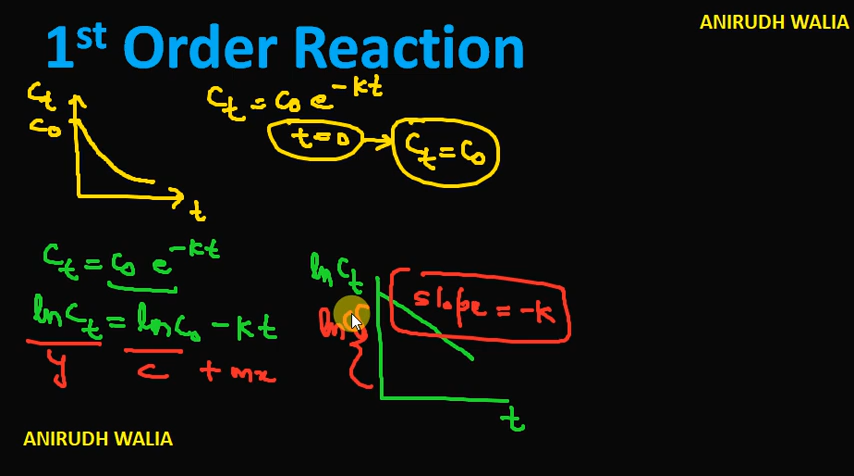 ANIRUDH WALIA
1st Order Reaction
Ct
C0
t
Ct = C0 e^-kt
t=0 → Ct = C0
Ct = C0 e^-kt
ln Ct = ln C0 - kt
y c + mx
ln Ct
slope = -k
ln
t
ANIRUDH WALIA